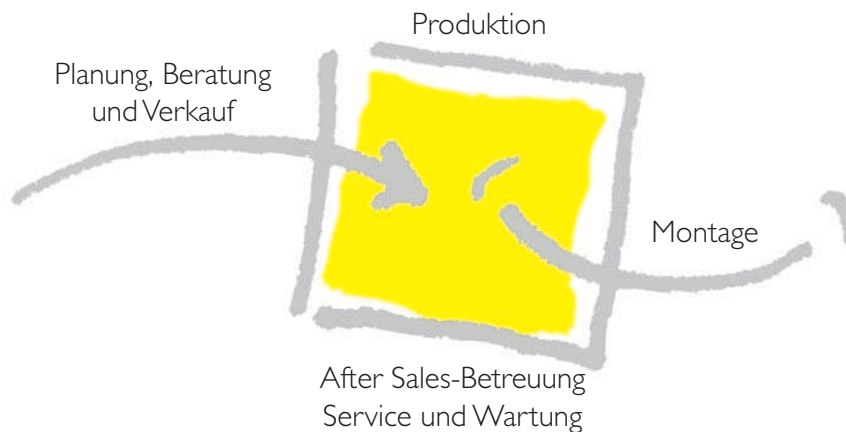 Produktion
Planung, Beratung
und Verkauf
Montage
After Sales-Betreuung
Service und Wartung